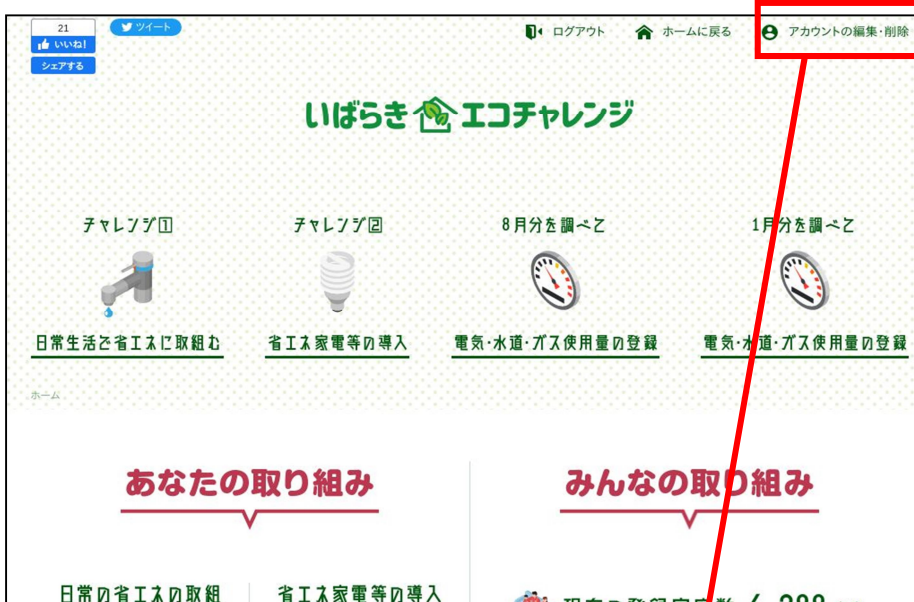 21
いいね!
シェアする
ツイート
ログアウト
ホームに戻る
アカウントの編集・削除
いばらき エコチャレンジ
チャレンジ①
日常生活で省エネに取組む
チャレンジ②
省エネ家電等の導入
8月分を調べて
電気・水道・ガス使用量の登録
1月分を調べて
電気・水道・ガス使用量の登録
ホーム
あなたの取り組み
みんなの取り組み
日常の省エネの取組
省エネ家電等の導入